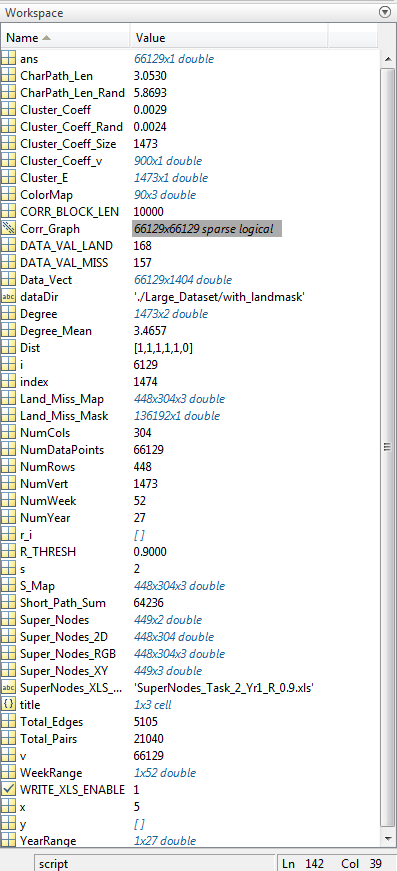 Workspace
Name Value
ans 66129x1 double
CharPath_Len 3.0530
CharPath_Len_Rand 5.8693
Cluster_Coeff 0.0029
Cluster_Coeff_Rand 0.0024
Cluster_Coeff_Size 1473
Cluster_Coeff_v 900x1 double
Cluster_E 1473x1 double
ColorMap 90x3 double
CORR_BLOCK_LEN 10000
Corr_Graph 66129x66129 sparse logical
DATA_VAL_LAND 168
DATA_VAL_MISS 157
Data_Vect 66129x1404 double
abc dataDir './Large_Dataset/with_landmask'
Degree 1473x2 double
Degree_Mean 3.4657
Dist [1,1,1,1,0]
i 6129
index 1474
Land_Miss_Map 448x304x3 double
Land_Miss_Mask 136192x1 double
NumCols 304
NumDataPoints 66129
NumRows 448
NumVert 1473
NumWeek 52
NumYear 27
r_i []
R_THRESH 0.9000
s 2
S_Map 448x304x3 double
Short_Path_Sum 64236
Super_Nodes 449x2 double
Super_Nodes_2D 448x304 double
Super_Nodes_RGB 448x304x3 double
Super_Nodes_XY 449x3 double
abc SuperNodes_XLS_... 'SuperNodes_Task_2_Yr1_R_0.9.xls'
{} title 1x3 cell
Total_Edges 5105
Total_Pairs 21040
v 66129
WeekRange 1x52 double
WRITE_XLS_ENABLE 1
x 5
y []
YearRange 1x27 double
script Ln 142 Col 39